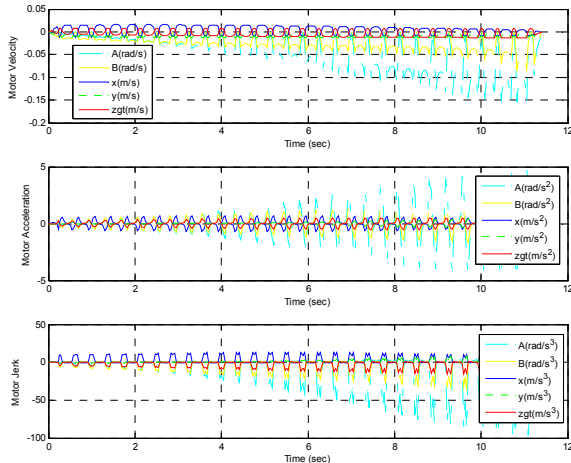 0.05
0
-0.05
-0.1
-0.15
-0.2
Motor Velocity
A(rad/s)
B(rad/s)
x(m/s)
y(m/s)
zgt(m/s)
0 2 4 6 8 10 12
Time (sec)
5
0
-5
Motor Acceleration
A(rad/s²)
B(rad/s²)
x(m/s²)
y(m/s²)
zgt(m/s²)
0 2 4 6 8 10 12
Time (sec)
50
0
-50
-100
Motor Jerk
A(rad/s³)
B(rad/s³)
x(m/s³)
y(m/s³)
zgt(m/s³)
0 2 4 6 8 10 12
Time (sec)